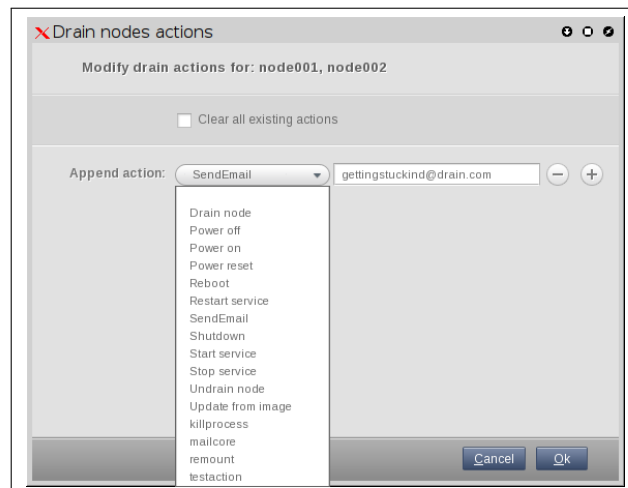 Drain nodes actions
Modify drain actions for: node001, node002
Clear all existing actions
Append action: SendEmail gettingstuckind@drain.com
Drain node
Power off
Power on
Power reset
Reboot
Restart service
SendEmail
Shutdown
Start service
Stop service
Undrain node
Update from image
killprocess
mailcore
remount
testaction
Cancel Ok